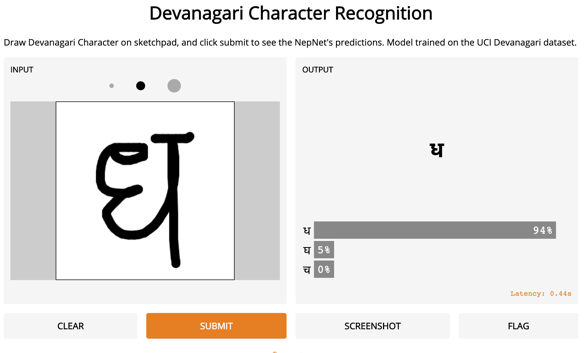 Devanagari Character Recognition
Draw Devanagari Character on sketchpad, and click submit to see the NepNet's predictions. Model trained on the UCI Devanagari dataset.
INPUT
ध
OUTPUT
ध
ध 94%
घ 5%
च 0%
Latency: 0.44s
CLEAR
SUBMIT
SCREENSHOT
FLAG